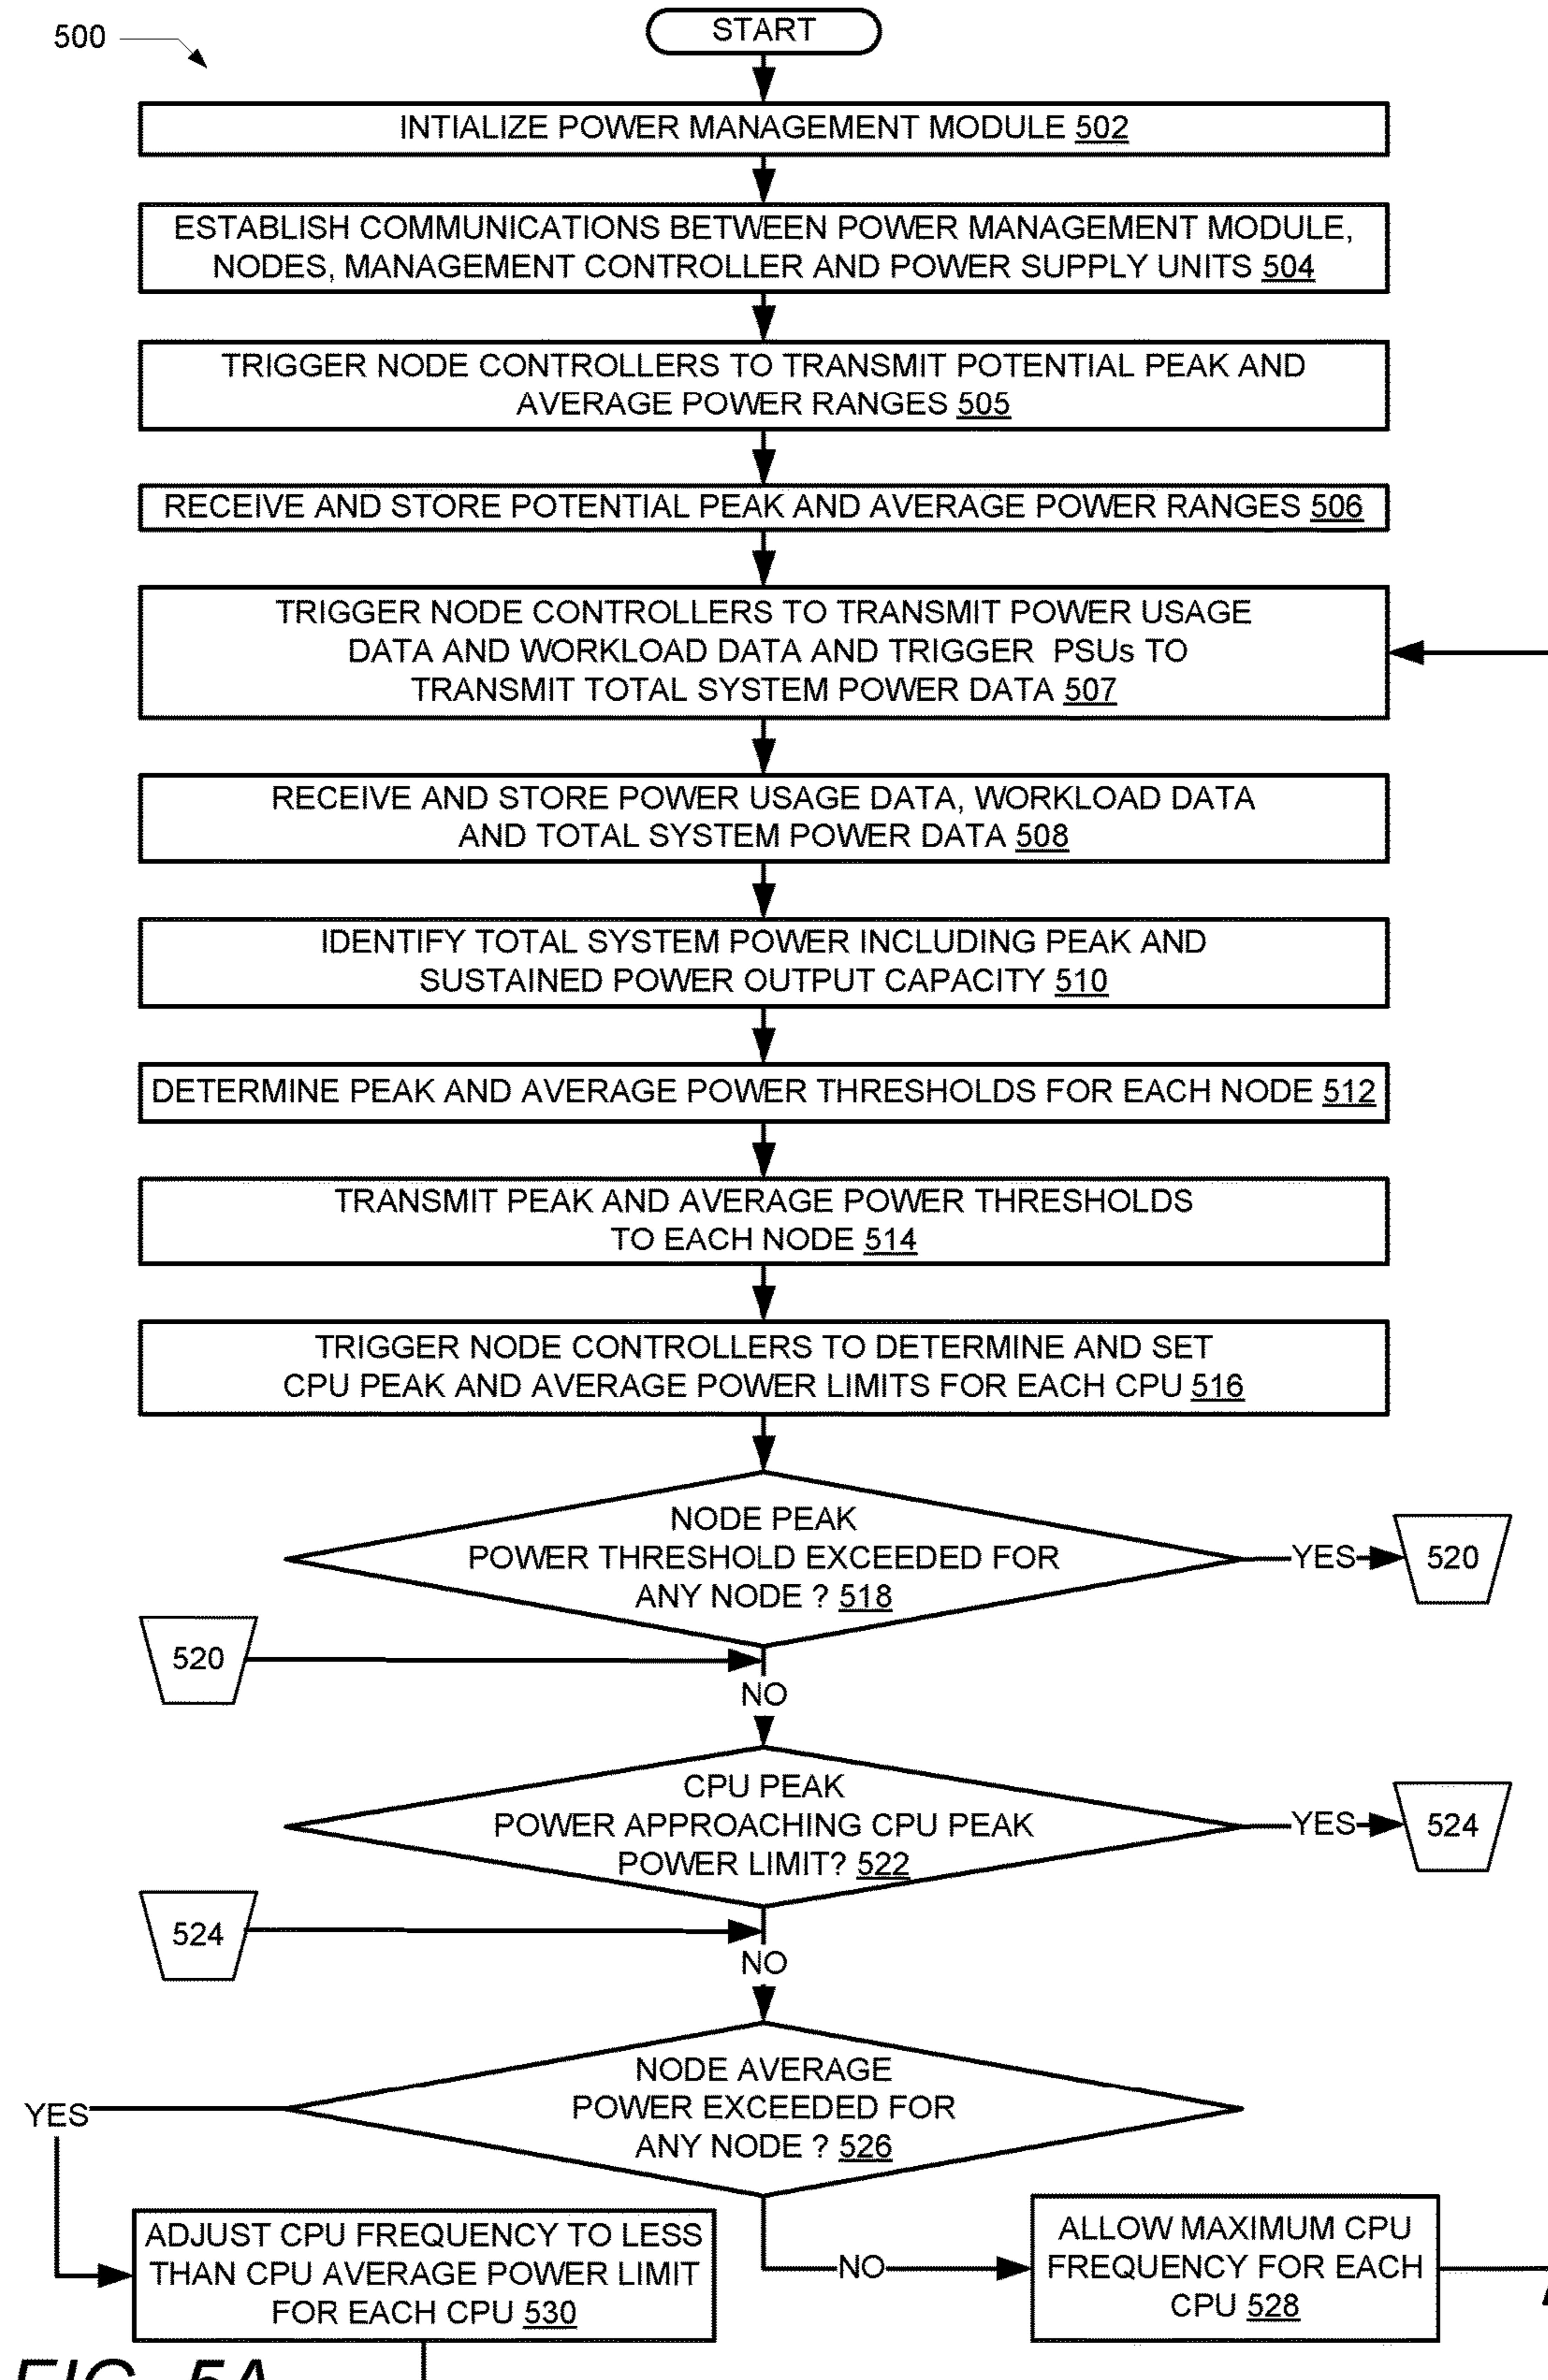 500
START
INTIALIZE POWER MANAGEMENT MODULE 502
ESTABLISH COMMUNICATIONS BETWEEN POWER MANAGEMENT MODULE,
NODES, MANAGEMENT CONTROLLER AND POWER SUPPLY UNITS 504
TRIGGER NODE CONTROLLERS TO TRANSMIT POTENTIAL PEAK AND
AVERAGE POWER RANGES 505
RECEIVE AND STORE POTENTIAL PEAK AND AVERAGE POWER RANGES 506
TRIGGER NODE CONTROLLERS TO TRANSMIT POWER USAGE
DATA AND WORKLOAD DATA AND TRIGGER PSUs TO
TRANSMIT TOTAL SYSTEM POWER DATA 507
RECEIVE AND STORE POWER USAGE DATA, WORKLOAD DATA
AND TOTAL SYSTEM POWER DATA 508
IDENTIFY TOTAL SYSTEM POWER INCLUDING PEAK AND
SUSTAINED POWER OUTPUT CAPACITY 510
DETERMINE PEAK AND AVERAGE POWER THRESHOLDS FOR EACH NODE 512
TRANSMIT PEAK AND AVERAGE POWER THRESHOLDS
TO EACH NODE 514
TRIGGER NODE CONTROLLERS TO DETERMINE AND SET
CPU PEAK AND AVERAGE POWER LIMITS FOR EACH CPU 516
NODE PEAK
POWER THRESHOLD EXCEEDED FOR
ANY NODE ? 518
YES
520
520
NO
CPU PEAK
POWER APPROACHING CPU PEAK
POWER LIMIT? 522
YES
524
524
NO
NODE AVERAGE
POWER EXCEEDED FOR
ANY NODE ? 526
YES
ADJUST CPU FREQUENCY TO LESS
THAN CPU AVERAGE POWER LIMIT
FOR EACH CPU 530
NO
ALLOW MAXIMUM CPU
FREQUENCY FOR EACH
CPU 528
FIG. 5A